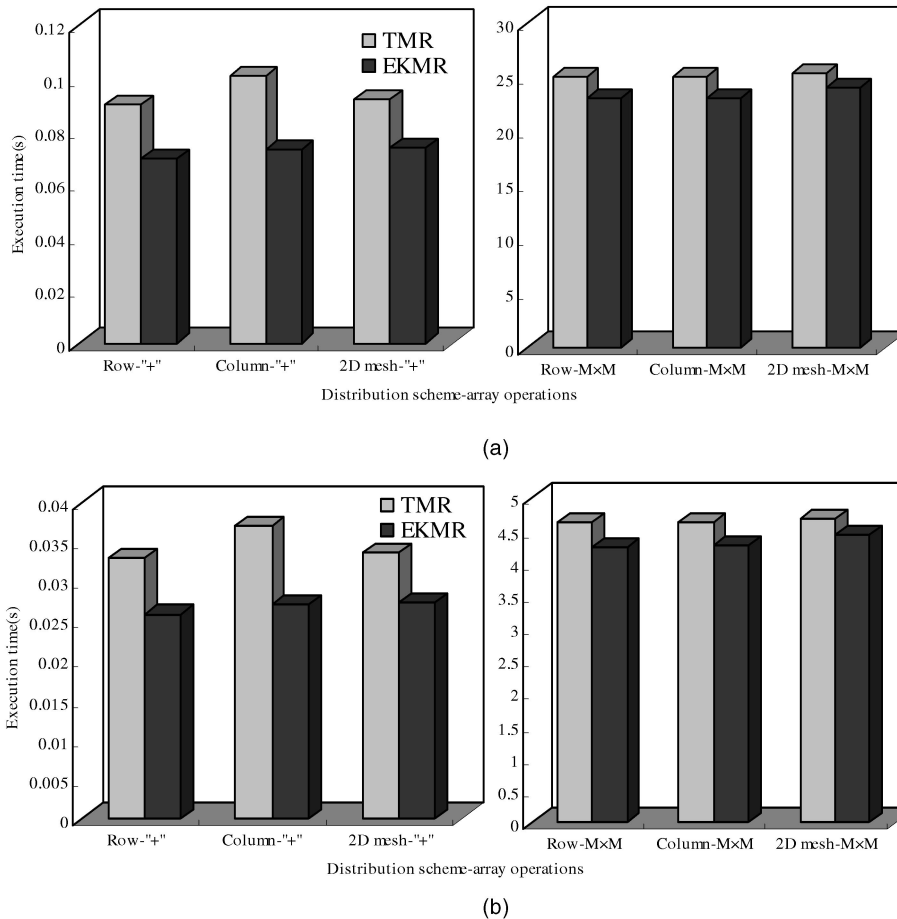 0.12
0.1
0.08
0.06
0.04
0.02
0
Execution time(s)
TMR
EKMR
Row-"+"
Column-"+"
2D mesh-"+"
30
25
20
15
10
5
0
Row-M×M
Column-M×M
2D mesh-M×M
Distribution scheme-array operations
(a)
0.04
0.035
0.03
0.025
0.02
0.015
0.01
0.005
0
Execution time(s)
TMR
EKMR
Row-"+"
Column-"+"
2D mesh-"+"
5
4.5
4
3.5
3
2.5
2
1.5
1
0.5
0
Row-M×M
Column-M×M
2D mesh-M×M
Distribution scheme-array operations
(b)